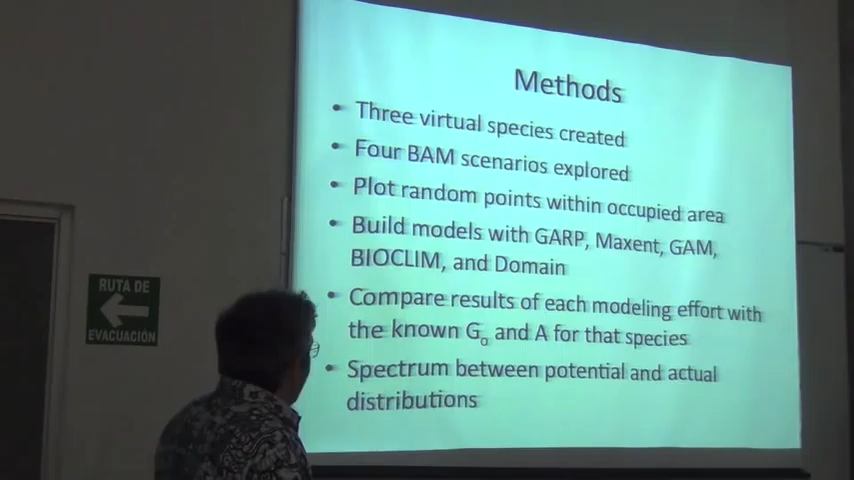 Methods
• Three virtual species created
• Four BAM scenarios explored
• Plot random points within occupied area
• Build models with GARP, Maxent, GAM,
BIOCLIM, and Domain
• Compare results of each modeling effort with
the known Go and A for that species
• Spectrum between potential and actual
distributions
RUTA DE
EVACUACIÓN